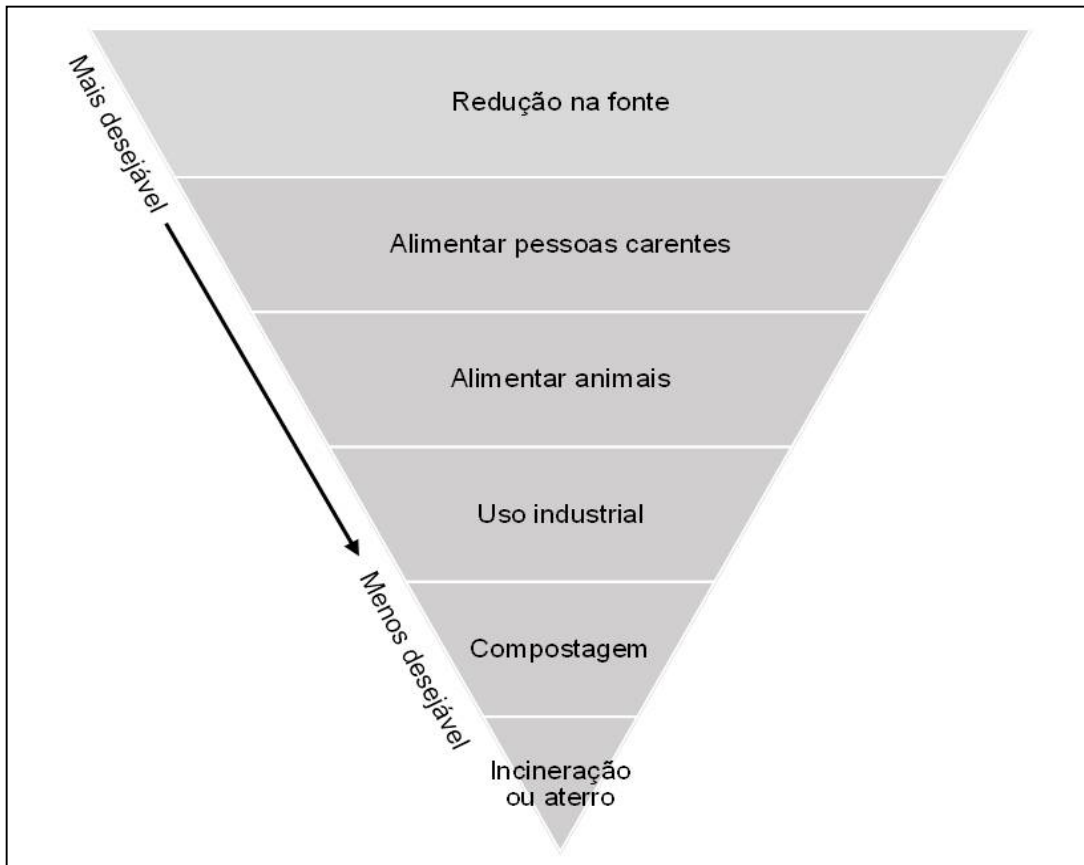 Mais desejável
Redução na fonte
Alimentar pessoas carentes
Alimentar animais
Uso industrial
Menos desejável
Compostagem
Incineração
ou aterro